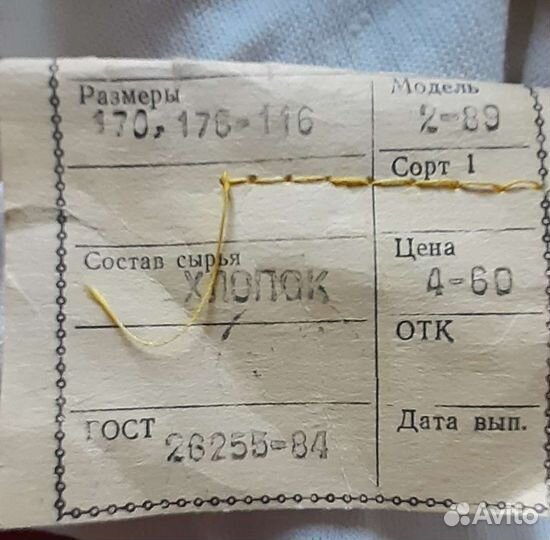 Размеры
170, 176-116
Модель
2-89
Сорт 1
Состав сырья
ХЛОПОК
Цена
4-60
ОТК
ГОСТ
26255-84
Дата вып.
Avito